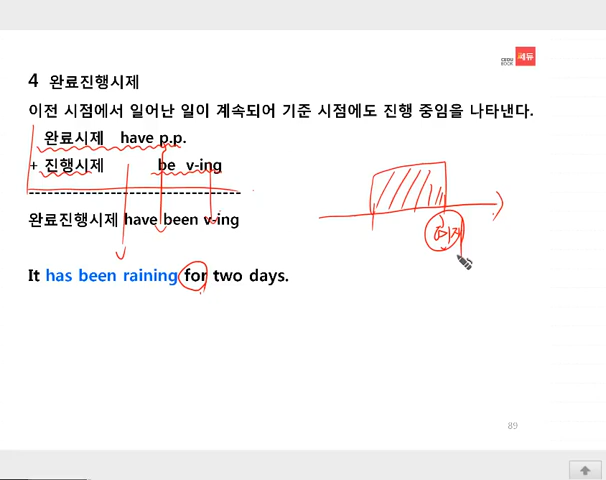 쎄듀
4 완료진행시제
이전 시점에서 일어난 일이 계속되어 기준 시점에도 진행 중임을 나타낸다.
완료시제 have p.p.
+ 진행시제 be v-ing
완료진행시제 have been v-ing
현재
It has been raining for two days.
89